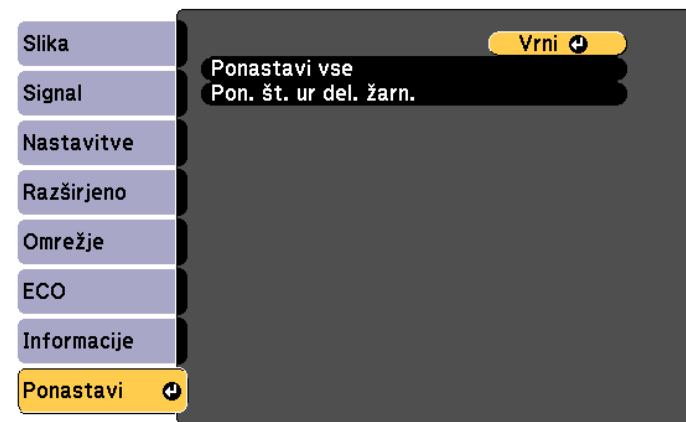 Slika
Signal
Nastavitve
Razširjeno
Omrežje
ECO
Informacije
Ponastavi
Vrni
Ponastavi vse
Pon. št. ur del. žarn.